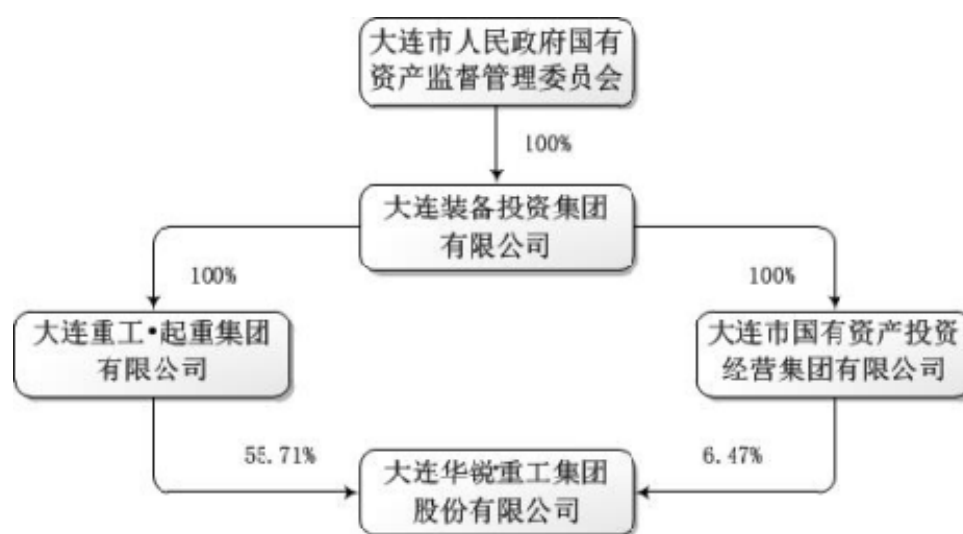 大连市人民政府国有
资产监督管理委员会
100%
大连装备投资集团
有限公司
100%
100%
大连重工•起重集团
有限公司
大连市国有资产投资
经营集团有限公司
55.71%
6.47%
大连华锐重工集团
股份有限公司